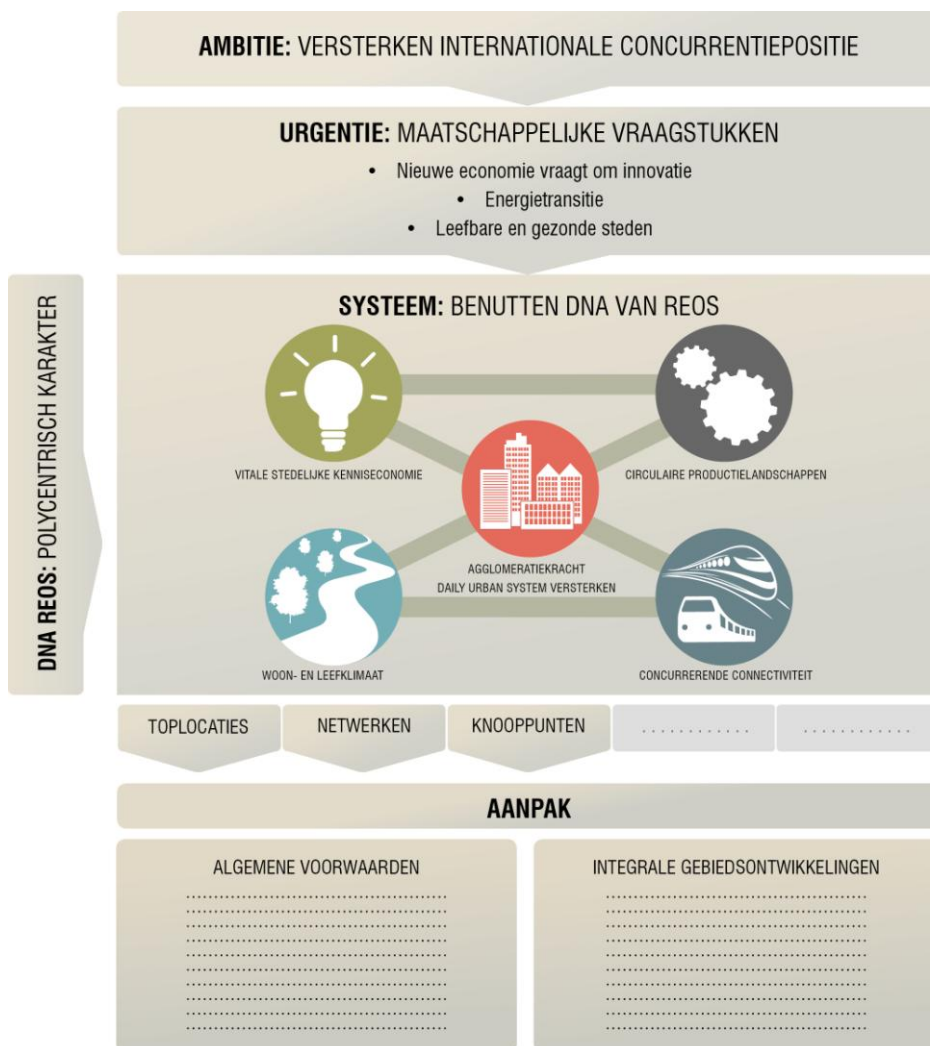 AMBITIE: VERSTERKEN INTERNATIONALE CONCURRENTIEPOSITIE
URGENTIE: MAATSCHAPPELIJKE VRAAGSTUKKEN
• Nieuwe economie vraagt om innovatie
• Energietransitie
• Leefbare en gezonde steden
DNA REOS: POLYCENTRISCH KARAKTER
SYSTEEM: BENUTTEN DNA VAN REOS
VITALE STEDELIJKE KENNISECONOMIE
CIRCULAIRE PRODUCTIELANDSCHAPPEN
AGGLOMERATIEKRACHT
DAILY URBAN SYSTEM VERSTERKEN
WOON- EN LEEFKLIMAAT
CONCURRERENDE CONNECTIVITEIT
TOPLOCATIES
NETWERKEN
KNOOPPUNTEN
............
............
AANPAK
ALGEMENE VOORWAARDEN
INTEGRALE GEBIEDSONTWIKKELINGEN